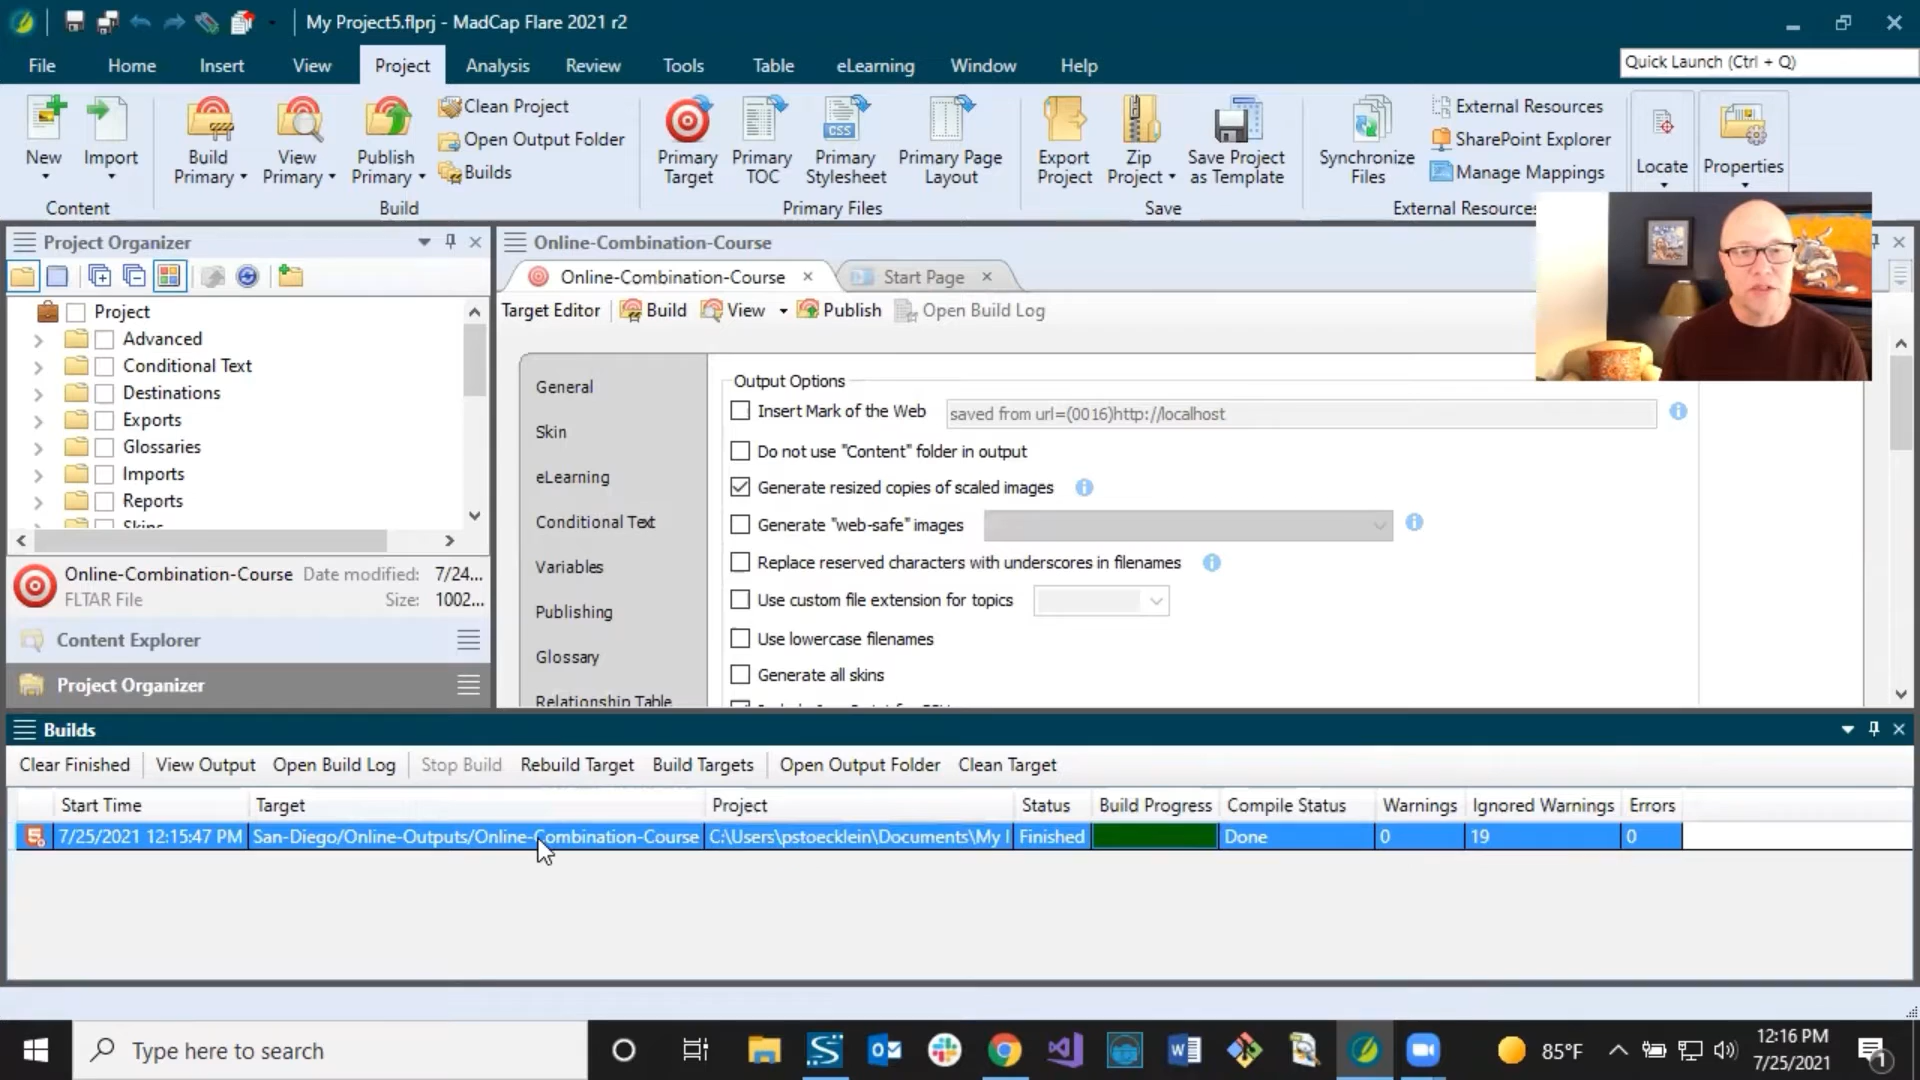 My Project5.flprj - MadCap Flare 2021 r2
File Home Insert View Project Analysis Review Tools Table eLearning Window Help
Quick Launch (Ctrl + Q)
New
Import
Content
Build Primary
View Primary
Publish Primary
Clean Project
Open Output Folder
Builds
Build
Primary Target
Primary TOC
CSS
Primary Stylesheet
Primary Page Layout
Primary Files
Export Project
Zip Project
Save Project as Template
Save
Synchronize Files
External Resources
SharePoint Explorer
Manage Mappings
External Resources
Locate
Properties
Project Organizer
Project
Advanced
Conditional Text
Destinations
Exports
Glossaries
Imports
Reports
Skins
Online-Combination-Course Date modified: 7/24...
FLTAR File Size: 1002...
Content Explorer
Project Organizer
Online-Combination-Course
Online-Combination-Course
Start Page
Target Editor Build View Publish Open Build Log
General
Skin
eLearning
Conditional Text
Variables
Publishing
Glossary
Relationship Table
Output Options
Insert Mark of the Web saved from url=(0016)http://localhost
Do not use "Content" folder in output
Generate resized copies of scaled images
Generate "web-safe" images
Replace reserved characters with underscores in filenames
Use custom file extension for topics
Use lowercase filenames
Generate all skins
Builds
Clear Finished View Output Open Build Log Stop Build Rebuild Target Build Targets Open Output Folder Clean Target
Start Time Target Project Status Build Progress Compile Status Warnings Ignored Warnings Errors
7/25/2021 12:15:47 PM San-Diego/Online-Outputs/Online-Combination-Course C:\Users\pstoecklein\Documents\My Finished Done 0 19 0
Type here to search
85°F
12:16 PM
7/25/2021
1